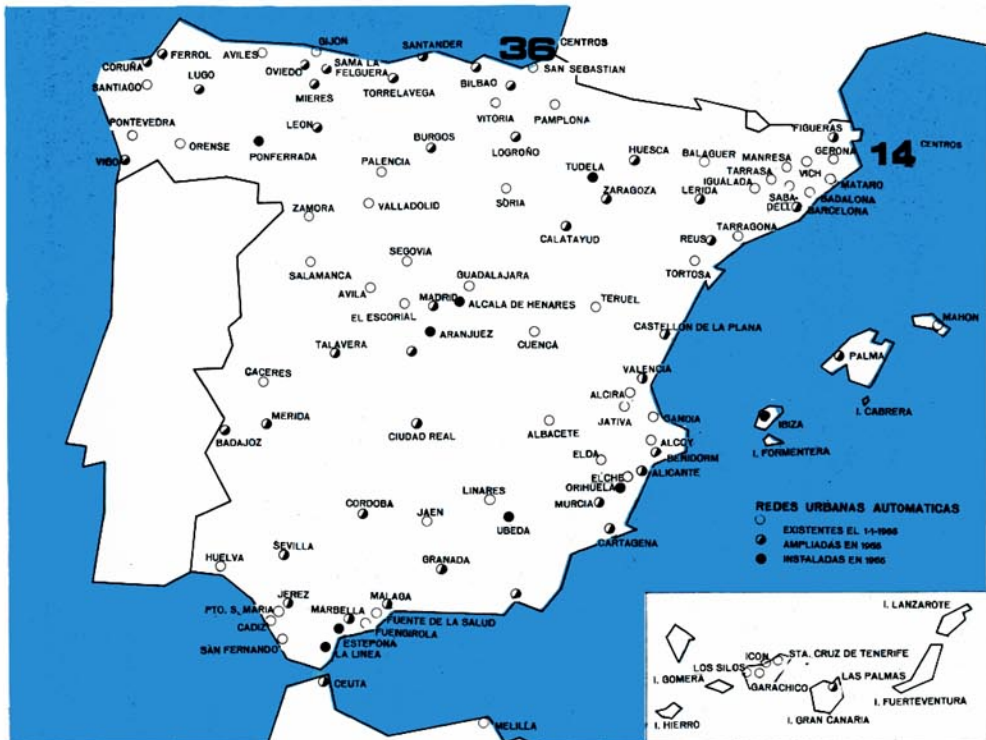 GIJON
SANTANDER
36 CENTROS
FERROL
AVILES
CORUÑA
LUGO
OVIEDO
SAMA LA
FELGUERA
BILBAO
SAN SEBASTIAN
SANTIAGO
MIERES
TORRELAVEGA
VITORIA
PAMPLONA
PONTEVEDRA
ORENSE
LEON
BURGOS
LOGROÑO
FIGUERAS
VIGO
PONFERRADA
PALENCIA
TUDELA
HUESCA
BALAGUER
MANRESA
GERONA
14 CENTROS
TARRASA
VICH
IGUALADA
MATARO
ZAMORA
VALLADOLID
SORIA
ZARAGOZA
LERIDA
SABA-
DELL
BADALONA
BARCELONA
CALATAYUD
REUS
TARRAGONA
SALAMANCA
SEGOVIA
TORTOSA
AVILA
GUADALAJARA
EL ESCORIAL
MADRID
ALCALA DE HENARES
TERUEL
ARANJUEZ
CUENCA
CASTELLON DE LA PLANA
MAHON
TALAVERA
PALMA
CACERES
VALENCIA
ALCIRA
I. CABRERA
MERIDA
JATIVA
GANDIA
IBIZA
BADAJOZ
CIUDAD REAL
ALBACETE
ALCOY
I. FORMENTERA
ELDA
BENIDORM
ELCHE
ALICANTE
ORIHUELA
LINARES
MURCIA
CORDOBA
JAEN
UBEDA
CARTAGENA
REDES URBANAS AUTOMATICAS
EXISTENTES EL 1-1-1965
AMPLIADAS EN 1965
INSTALADAS EN 1965
HUELVA
SEVILLA
GRANADA
JEREZ
MALAGA
PTO. S. MARIA
MARBELLA
FUENTE DE LA SALUD
CADIZ
FUENGIROLA
SAN FERNANDO
ESTEPONA
LA LINEA
CEUTA
MELILLA
I. LANZAROTE
ICON
STA. CRUZ DE TENERIFE
LOS SILOS
I. GOMERA
GARACHICO
LAS PALMAS
I. FUERTEVENTURA
I. HIERRO
I. GRAN CANARIA